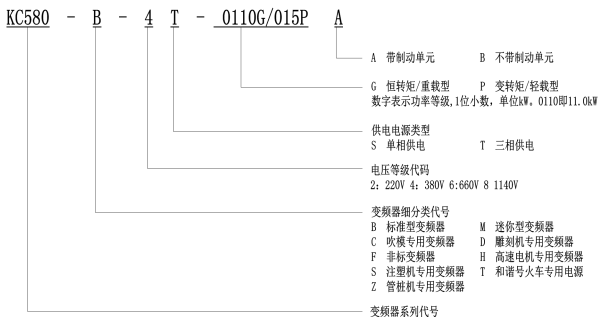 KC580 - B - 4 T - 0110G/015P A
A 带制动单元 B 不带制动单元
G 恒转矩/重载型 P 变转矩/轻载型
数字表示功率等级,1位小数，单位kW。0110即11.0kW
供电电源类型
S 单相供电 T 三相供电
电压等级代码
2：220V 4：380V 6:660V 8 1140V
变频器细分类代号
B 标准型变频器 M 迷你型变频器
C 吹模专用变频器 D 雕刻机专用变频器
F 非标变频器 H 高速电机专用变频器
S 注塑机专用变频器 T 和谐号火车专用电源
Z 管桩机专用变频器
变频器系列代号